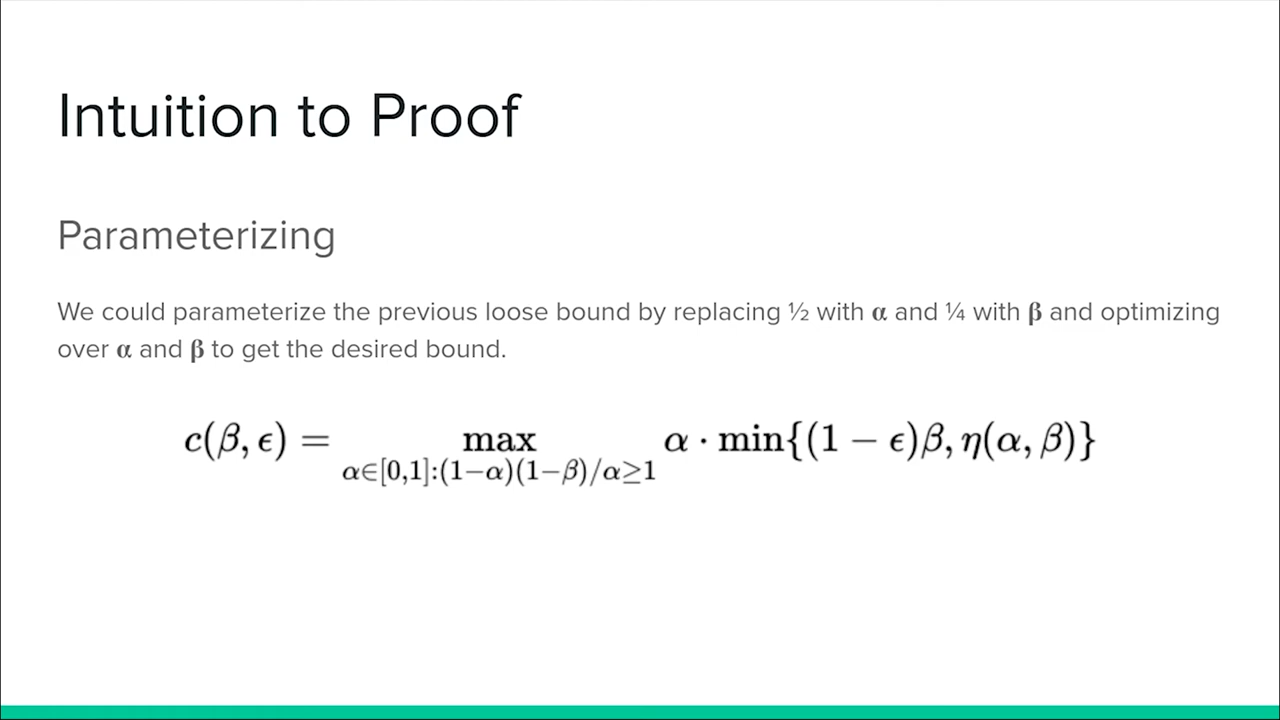 Intuition to Proof
Parameterizing
We could parameterize the previous loose bound by replacing ½ with α and ¼ with β and optimizing
over α and β to get the desired bound.
c(β, ϵ) = max α · min{(1 − ϵ)β, η(α, β)}
α∈[0,1]:(1−α)(1−β)/α≥1